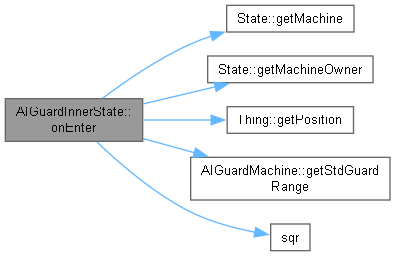 AIGuardInnerState::
onEnter
State::getMachine
State::getMachineOwner
Thing::getPosition
AIGuardMachine::getStdGuard
Range
sqr